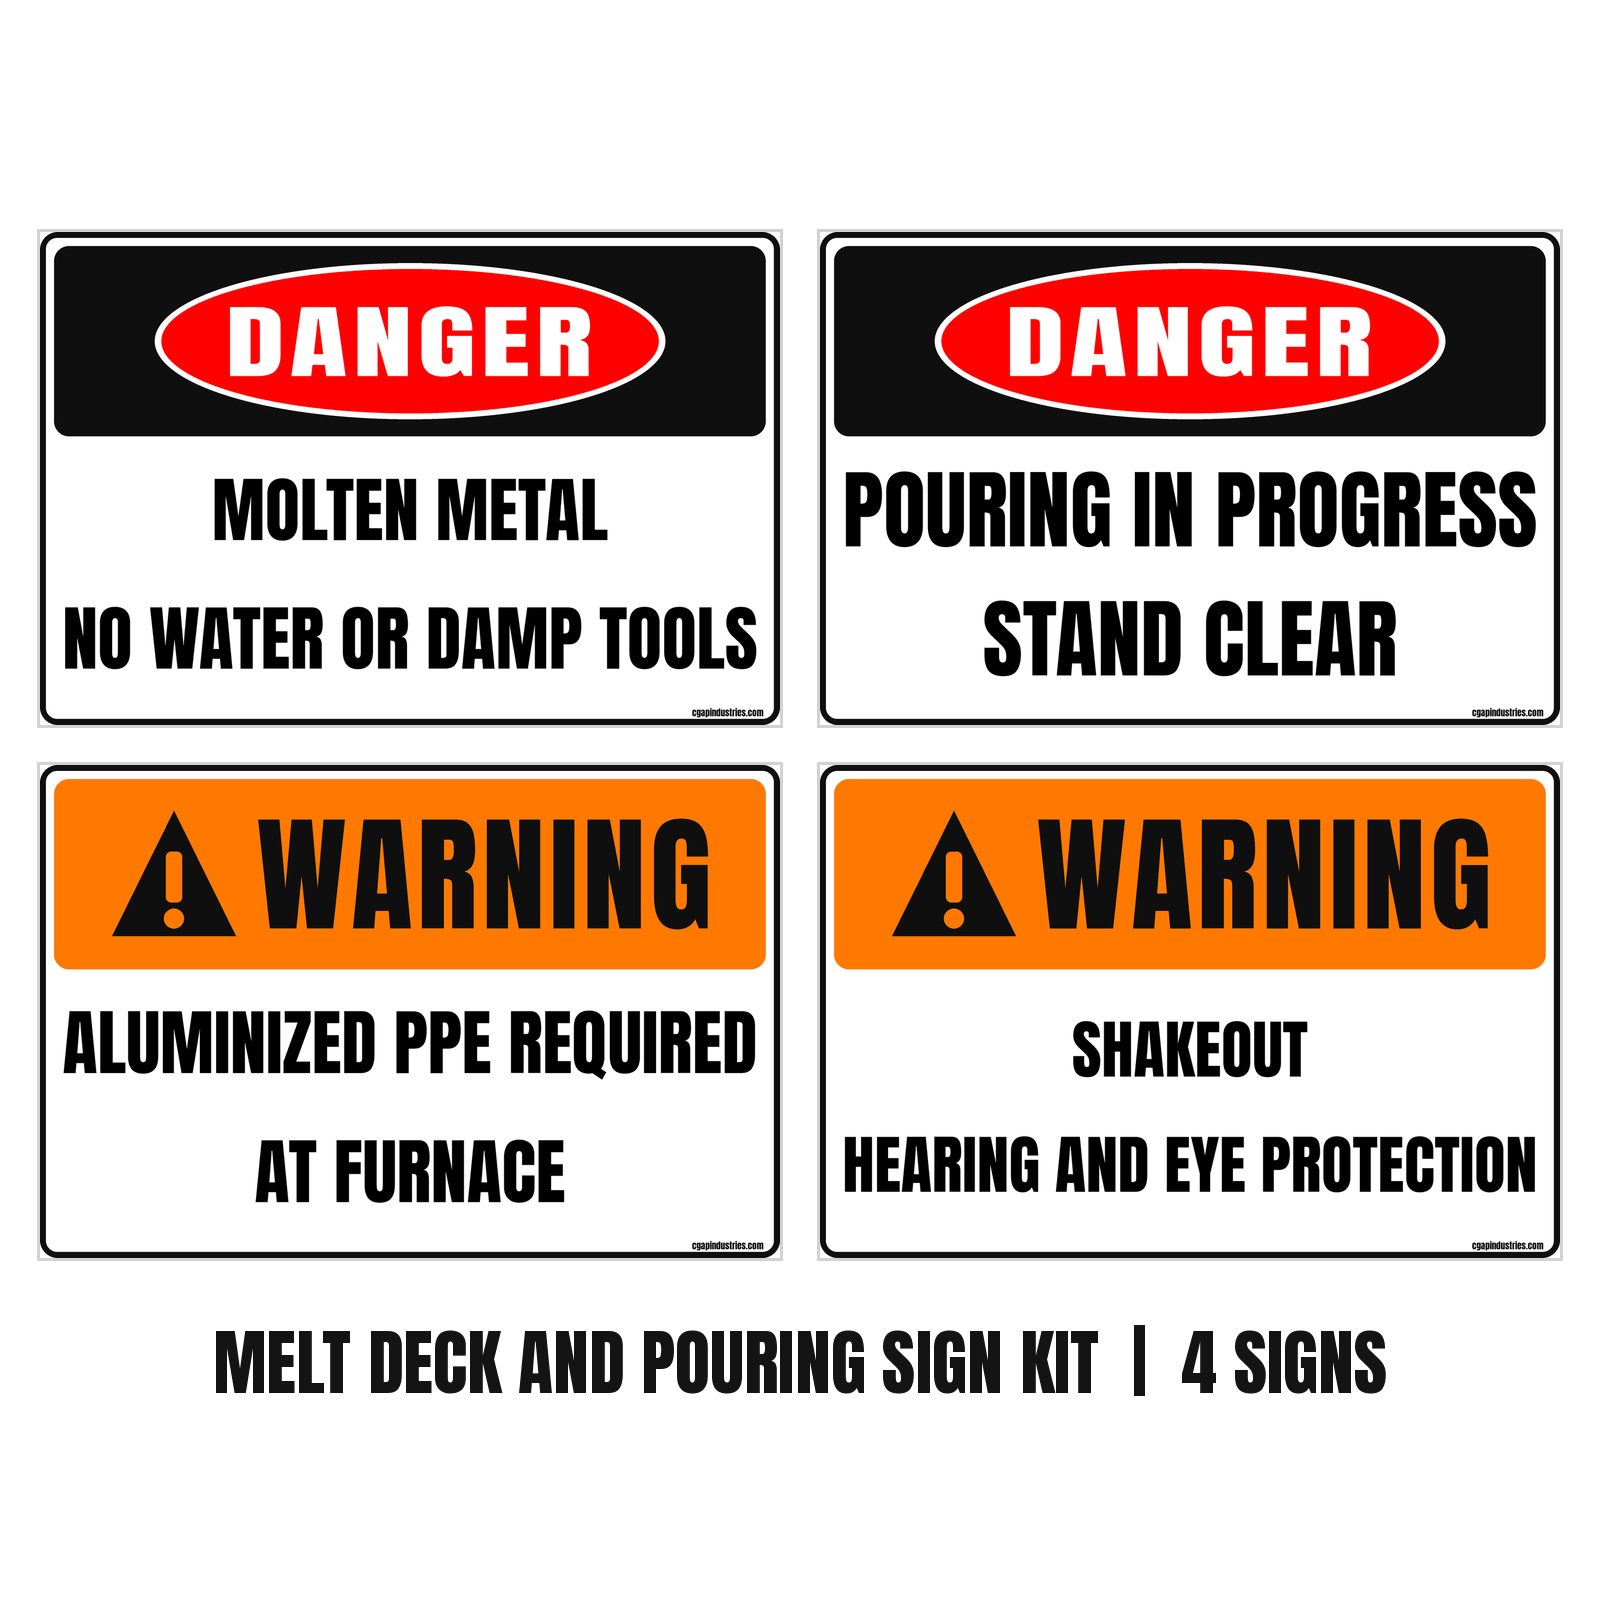 DANGER
MOLTEN METAL
NO WATER OR DAMP TOOLS
cgapindustries.com
DANGER
POURING IN PROGRESS
STAND CLEAR
cgapindustries.com
WARNING
ALUMINIZED PPE REQUIRED
AT FURNACE
cgapindustries.com
WARNING
SHAKEOUT
HEARING AND EYE PROTECTION
cgapindustries.com
MELT DECK AND POURING SIGN KIT | 4 SIGNS